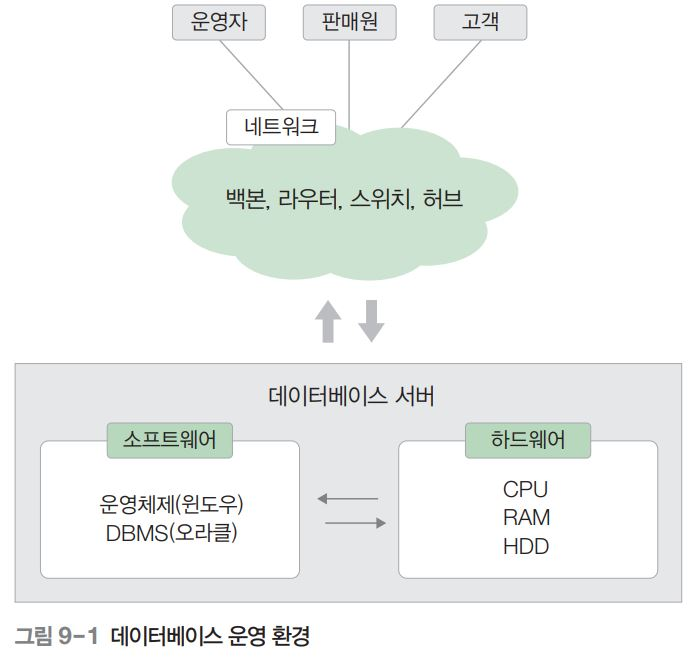 운영자
판매원
고객
네트워크
백본, 라우터, 스위치, 허브
데이터베이스 서버
소프트웨어
운영체제(윈도우)
DBMS(오라클)
하드웨어
CPU
RAM
HDD
그림 9-1 데이터베이스 운영 환경